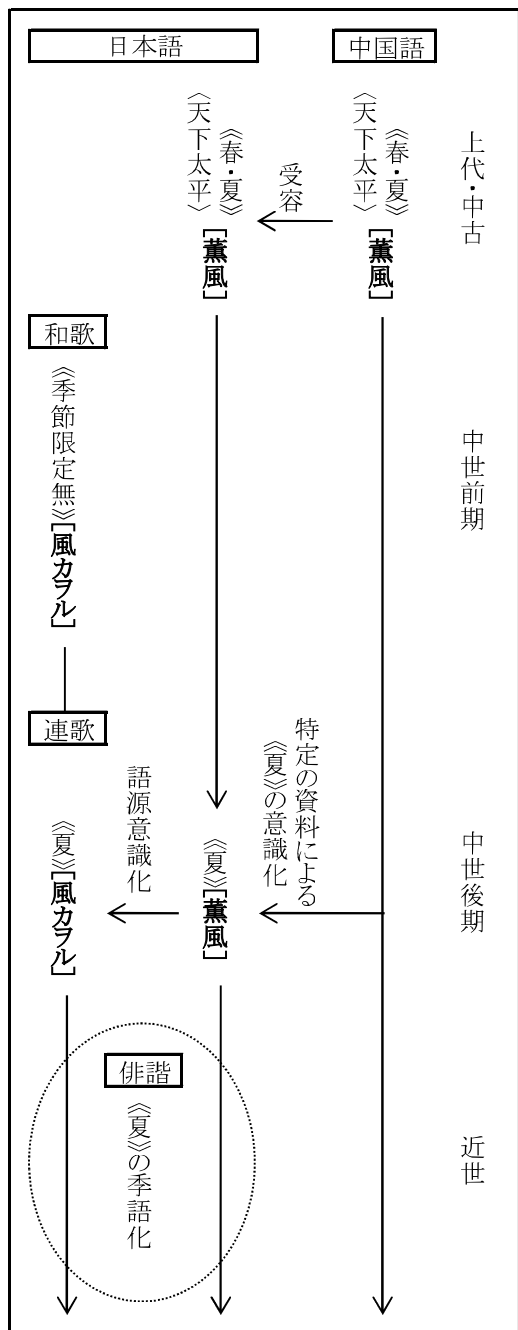 日本語
中国語
上代・中古
《春・夏》
〈天下太平〉
［薫風］
受容
《春・夏》
〈天下太平〉
［薫風］
和歌
中世前期
《季節限定無》［風カヲル］
連歌
中世後期
特定の資料による
《夏》の意識化
《夏》［薫風］
語源意識化
《夏》［風カヲル］
近世
俳諧
《夏》の季語化